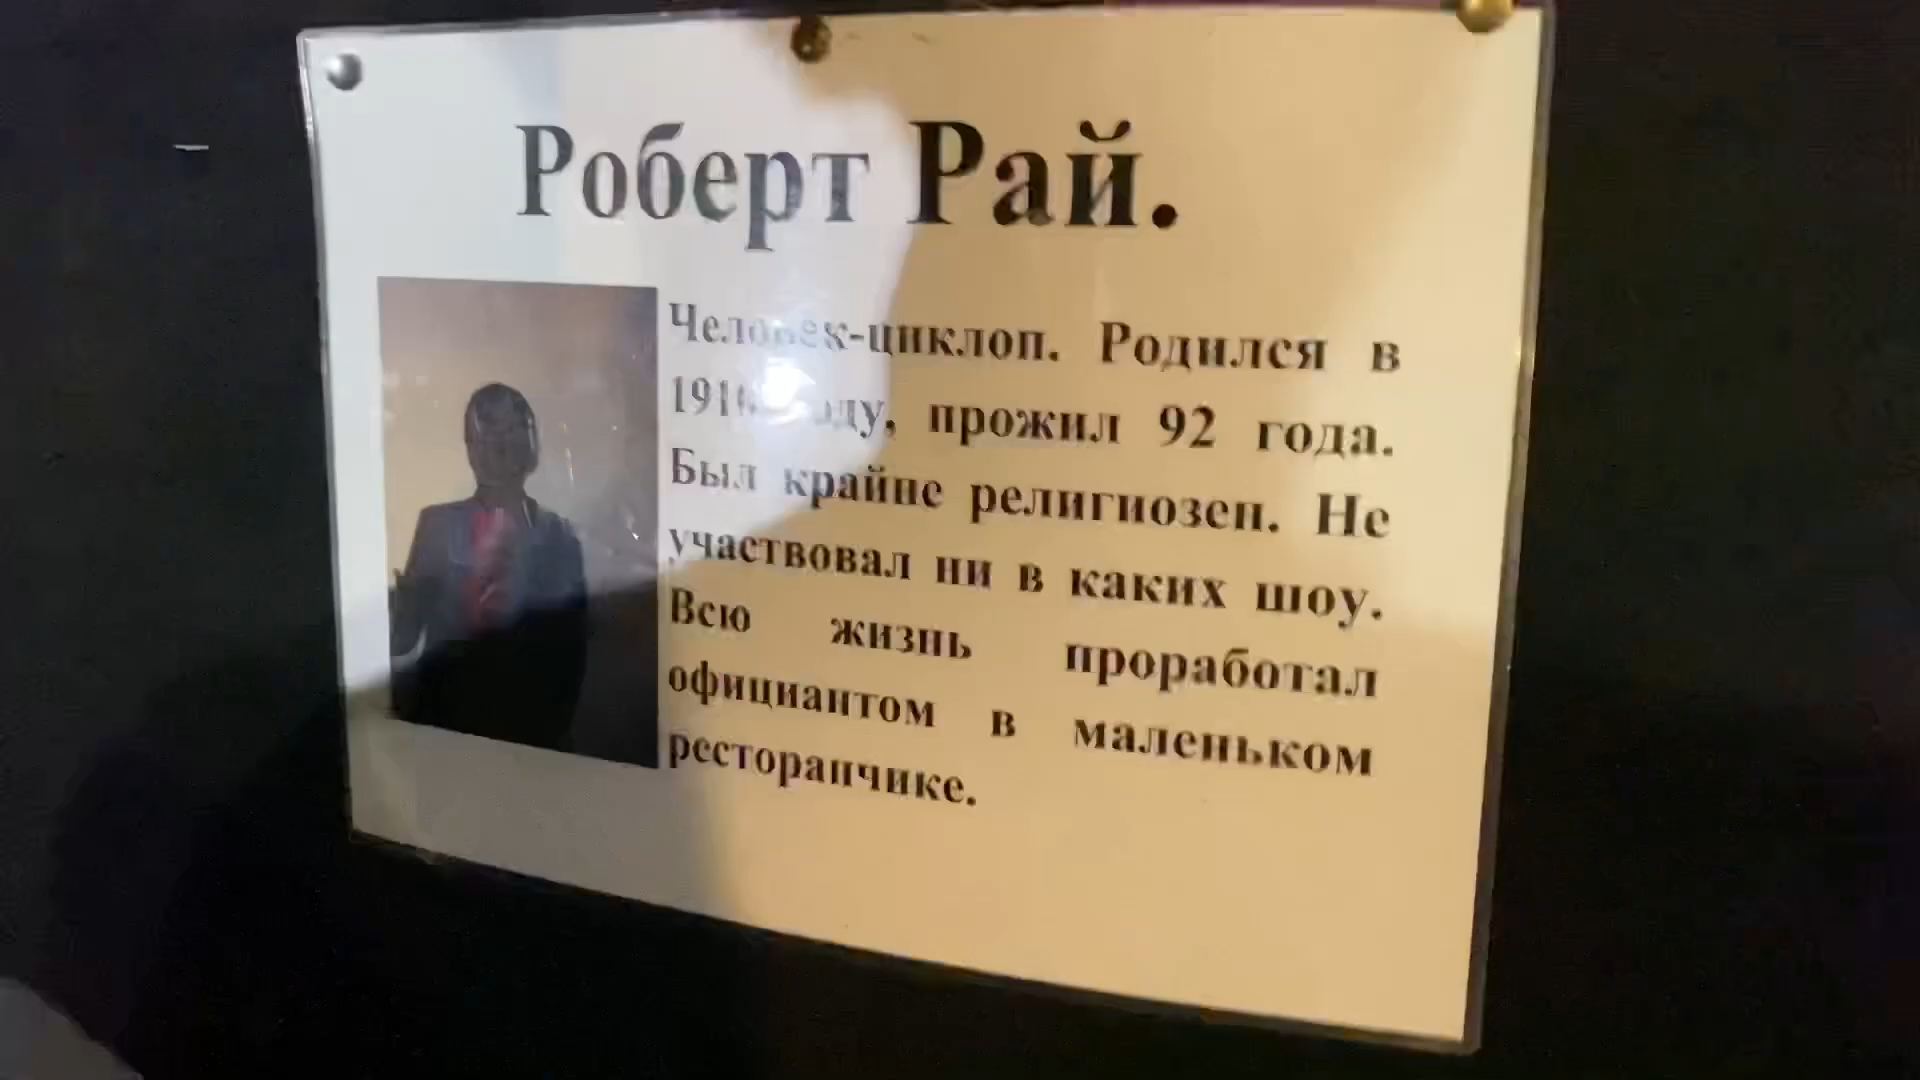 Роберт Рай.
Человек-циклоп. Родился в
году, прожил 92 года.
Был крайне религиозен. Не
участвовал ни в каких шоу.
Всю жизнь проработал
официантом в маленьком
ресторанчике.